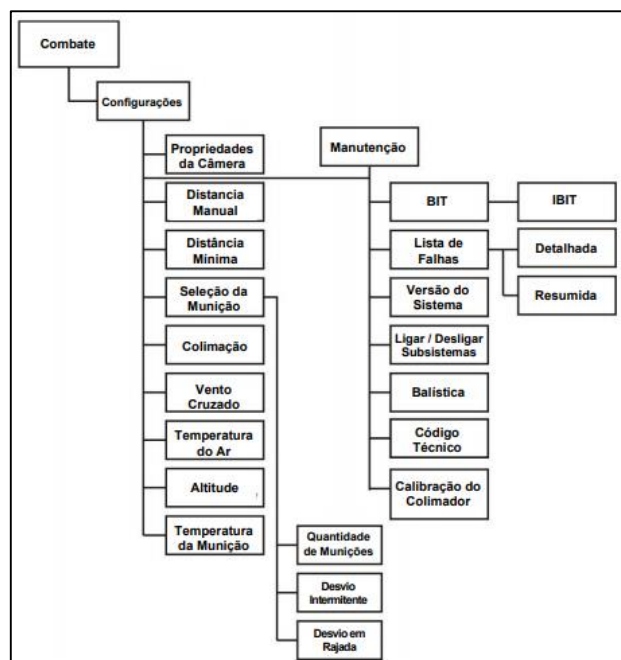 Combate
Configurações
Propriedades
da Câmera
Manutenção
Distancia
Manual
BIT
IBIT
Distância
Mínima
Lista de
Falhas
Detalhada
Seleção da
Munição
Versão do
Sistema
Resumida
Colimação
Ligar / Desligar
Subsistemas
Vento
Cruzado
Balística
Temperatura
do Ar
Código
Técnico
Altitude
Calibração do
Colimador
Temperatura
da Munição
Quantidade
de Munições
Desvio
Intermitente
Desvio em
Rajada